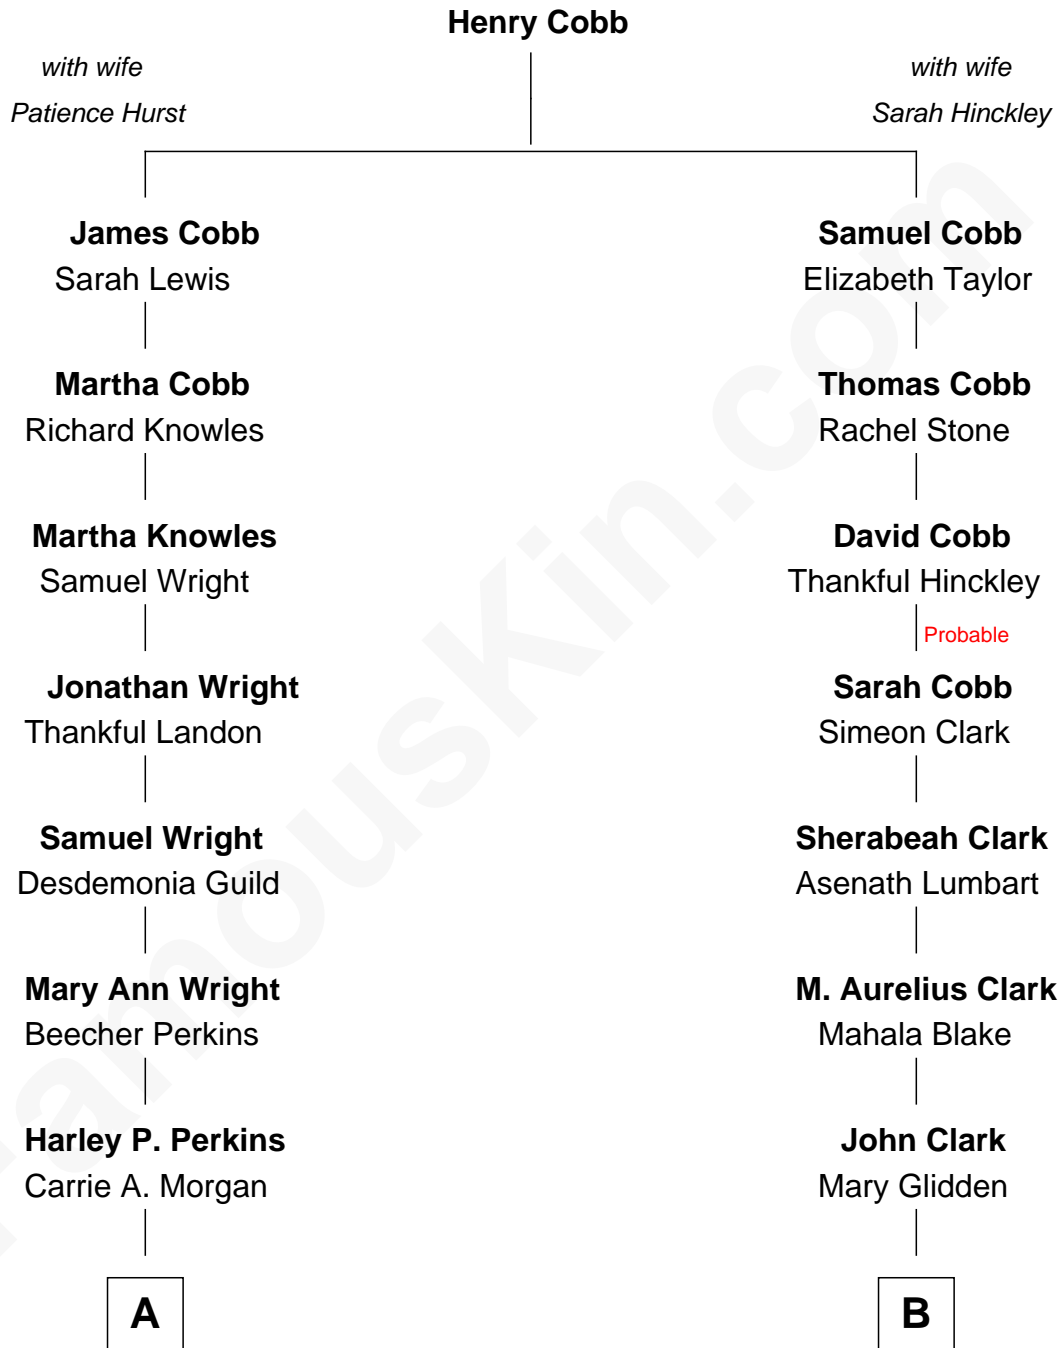 Henry Cobb
with wife
Patience Hurst
with wife
Sarah Hinckley
James Cobb
Sarah Lewis
Samuel Cobb
Elizabeth Taylor
Martha Cobb
Richard Knowles
Thomas Cobb
Rachel Stone
Martha Knowles
Samuel Wright
David Cobb
Thankful Hinckley
Probable
Jonathan Wright
Thankful Landon
Sarah Cobb
Simeon Clark
Samuel Wright
Desdemonia Guild
Sherabeah Clark
Asenath Lumbart
Mary Ann Wright
Beecher Perkins
M. Aurelius Clark
Mahala Blake
Harley P. Perkins
Carrie A. Morgan
John Clark
Mary Glidden
A
B
FamousKin.com